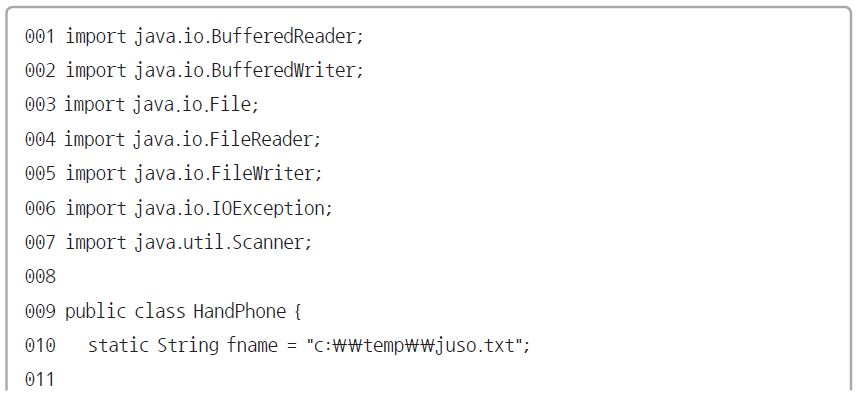 001 import java.io.BufferedReader;
002 import java.io.BufferedWriter;
003 import java.io.File;
004 import java.io.FileReader;
005 import java.io.FileWriter;
006 import java.io.IOException;
007 import java.util.Scanner;
008
009 public class HandPhone {
010   static String fname = "c:₩₩temp₩₩juso.txt";
011